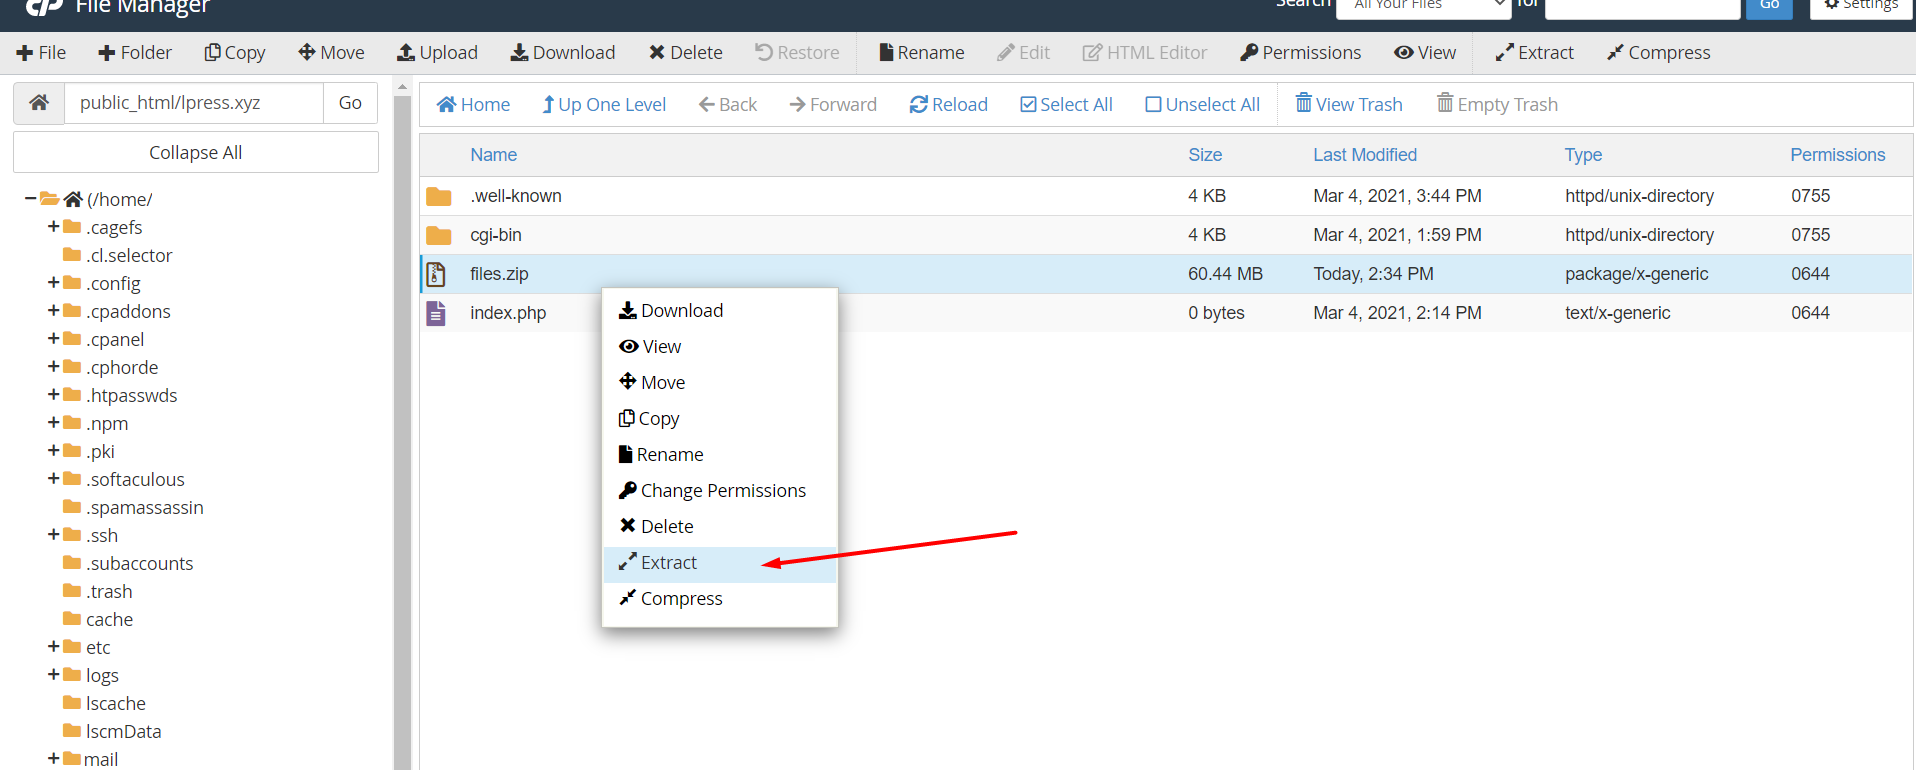 File Manager Search All Your Files for Go Settings
File Folder Copy Move Upload Download Delete Restore Rename Edit HTML Editor Permissions View Extract Compress
public_html/lpress.xyz Go
Collapse All
(/home/
.cagefs
.cl.selector
.config
.cpaddons
.cpanel
.cphorde
.htpasswds
.npm
.pki
.softaculous
.spamassassin
.ssh
.subaccounts
.trash
cache
etc
logs
lscache
lscmData
mail
Home Up One Level Back Forward Reload Select All Unselect All View Trash Empty Trash
Name Size Last Modified Type Permissions
.well-known 4 KB Mar 4, 2021, 3:44 PM httpd/unix-directory 0755
cgi-bin 4 KB Mar 4, 2021, 1:59 PM httpd/unix-directory 0755
files.zip 60.44 MB Today, 2:34 PM package/x-generic 0644
index.php 0 bytes Mar 4, 2021, 2:14 PM text/x-generic 0644
Download
View
Move
Copy
Rename
Change Permissions
Delete
Extract
Compress